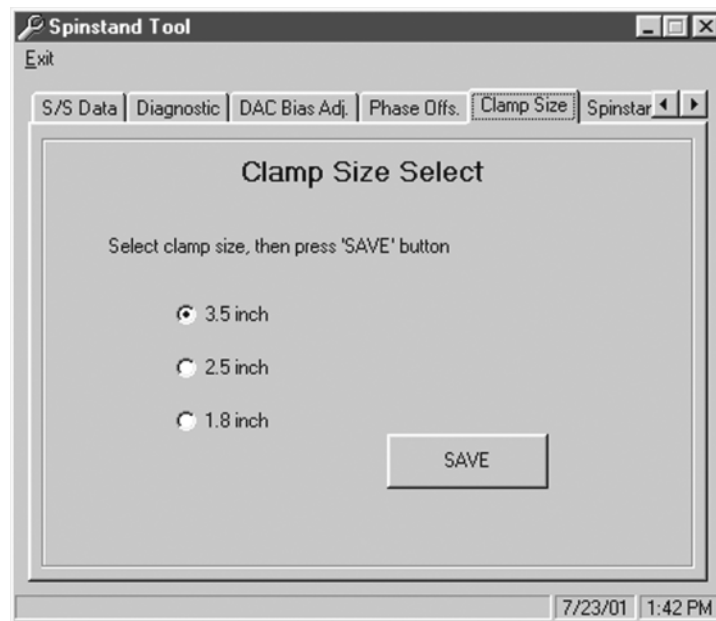 Spinstand Tool
Exit
S/S Data Diagnostic DAC Bias Adj. Phase Offs. Clamp Size Spinstar
Clamp Size Select
Select clamp size, then press 'SAVE' button
3.5 inch
2.5 inch
1.8 inch
SAVE
7/23/01 1:42 PM